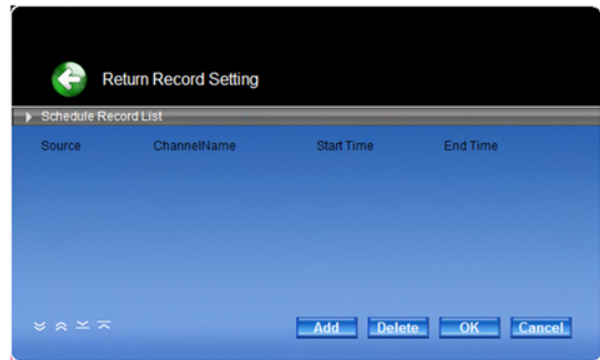 Return Record Setting
Schedule Record List
Source ChannelName Start Time End Time
Add Delete OK Cancel